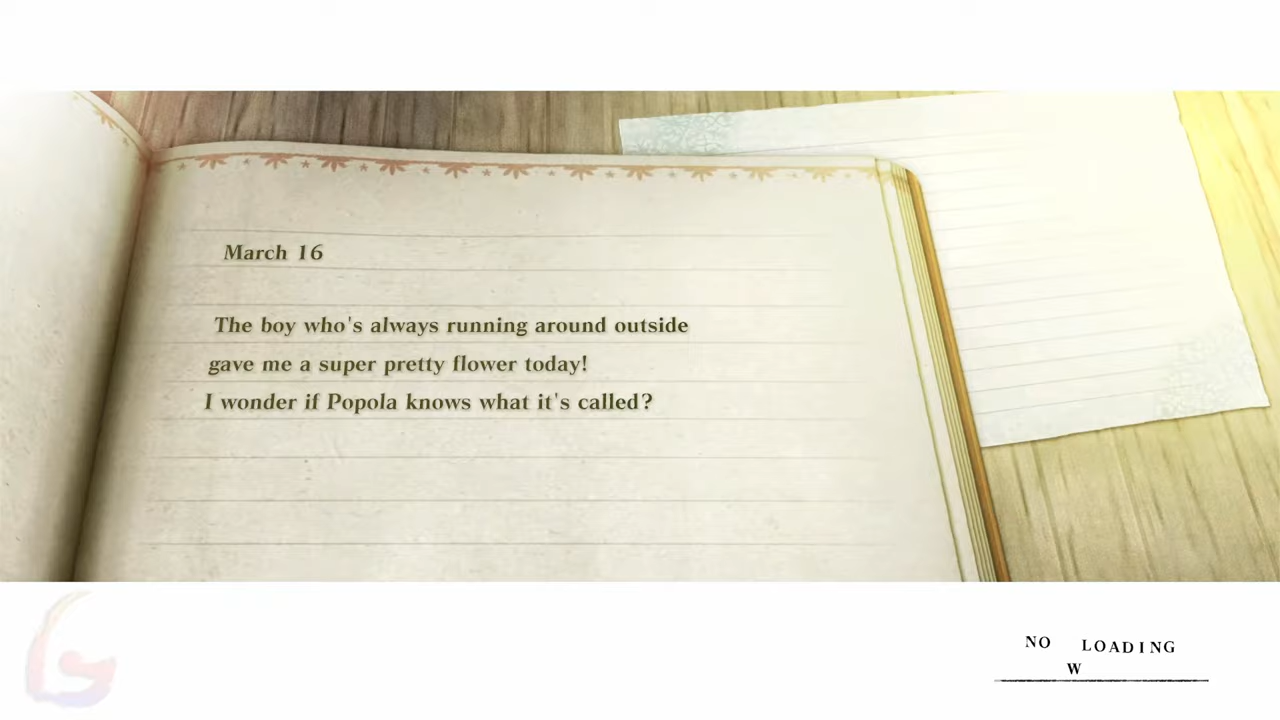 March 16
The boy who's always running around outside
gave me a super pretty flower today!
I wonder if Popola knows what it's called?
NOW LOADING